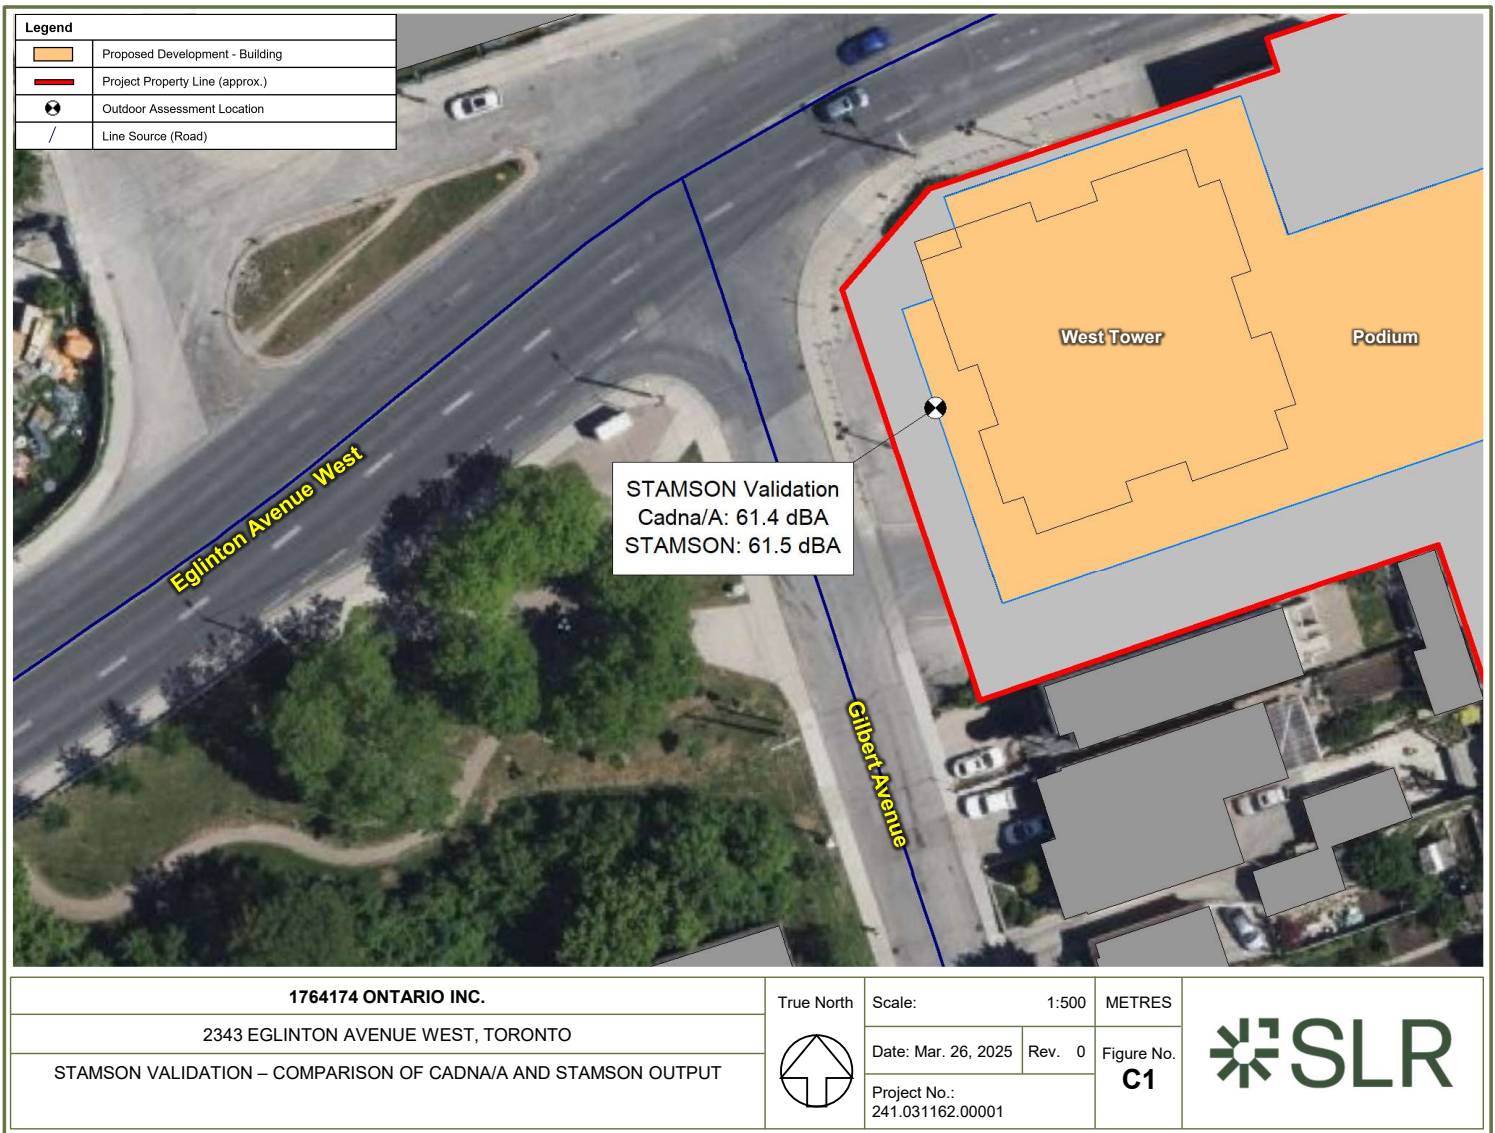 Legend
Proposed Development - Building
Project Property Line (approx.)
Outdoor Assessment Location
Line Source (Road)
West Tower
Podium
STAMSON Validation
Cadna/A: 61.4 dBA
STAMSON: 61.5 dBA
Eglinton Avenue West
Gilbert Avenue
1764174 ONTARIO INC.
2343 EGLINTON AVENUE WEST, TORONTO
STAMSON VALIDATION – COMPARISON OF CADNA/A AND STAMSON OUTPUT
True North
Scale: 1:500
METRES
Date: Mar. 26, 2025
Rev. 0
Figure No.
C1
Project No.:
241.031162.00001
SLR